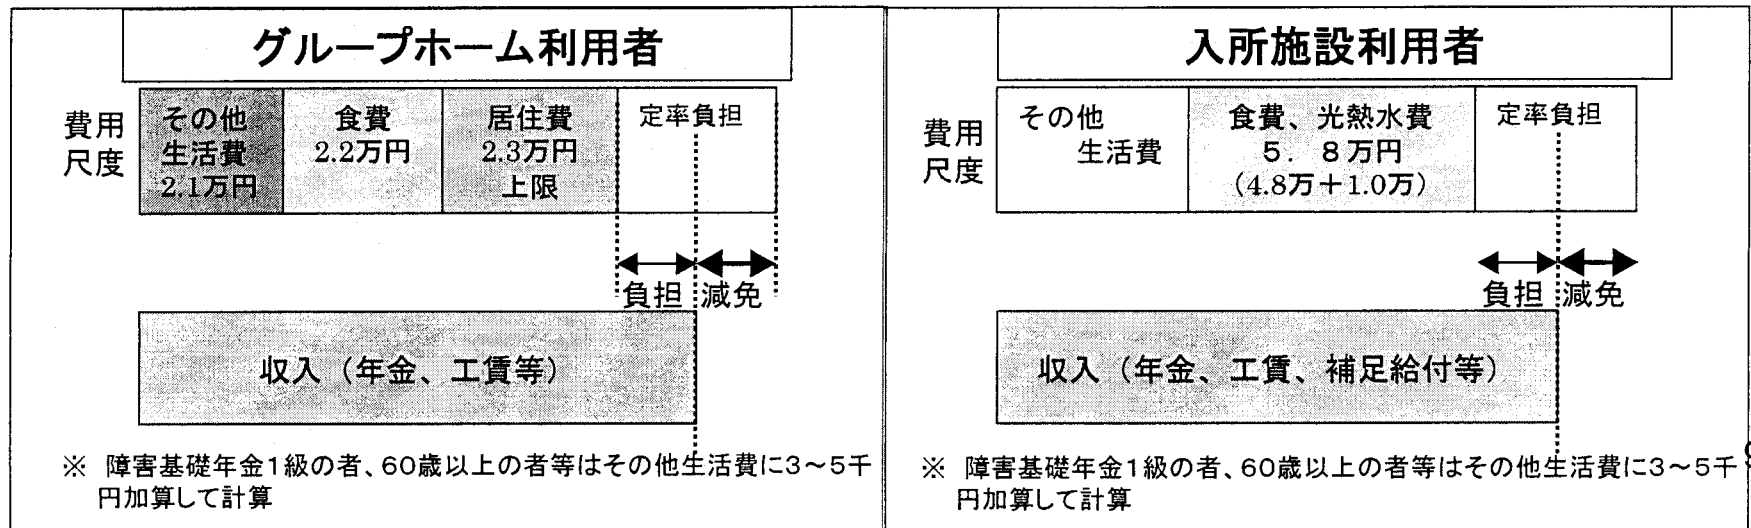 グループホーム利用者
費用
尺度
その他
生活費
2.1万円
食費
2.2万円
居住費
2.3万円
上限
定率負担
負担
減免
収入（年金、工賃等）
※ 障害基礎年金1級の者、60歳以上の者等はその他生活費に3～5千
円加算して計算
入所施設利用者
費用
尺度
その他
生活費
食費、光熱水費
５．８万円
（4.8万＋1.0万）
定率負担
負担
減免
収入（年金、工賃、補足給付等）
※ 障害基礎年金1級の者、60歳以上の者等はその他生活費に3～5千
円加算して計算